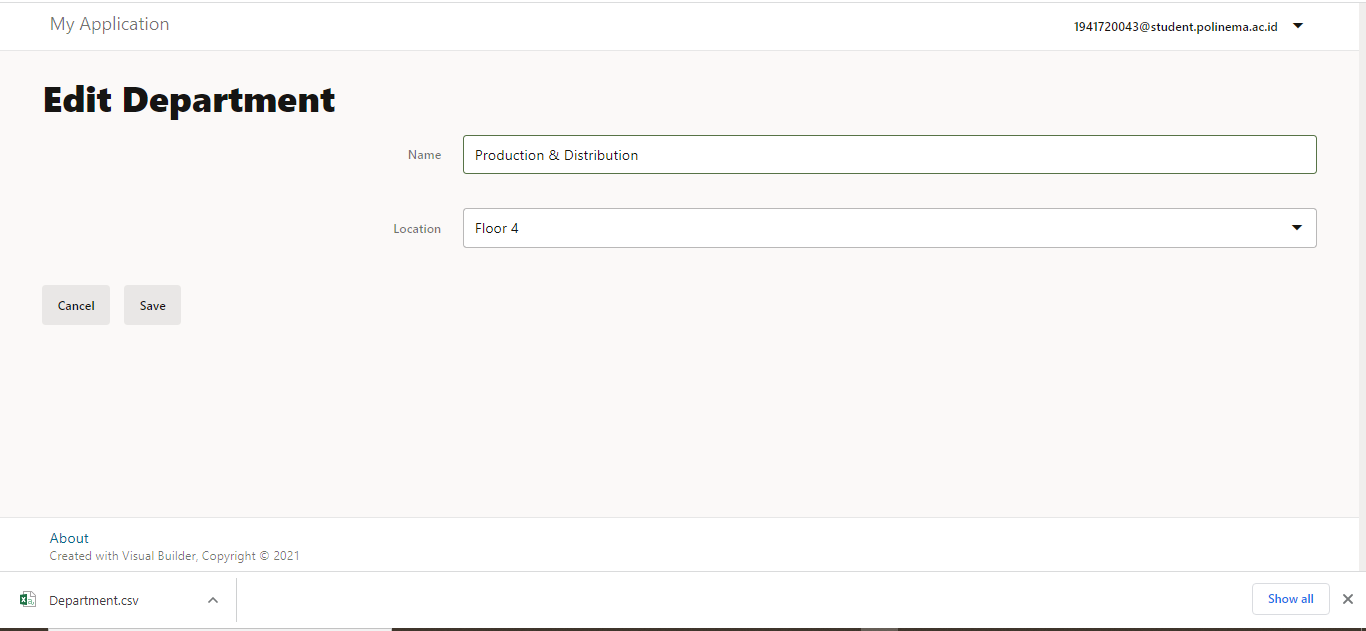 My Application
1941720043@student.polinema.ac.id
Edit Department
Name
Production & Distribution
Location
Floor 4
Cancel
Save
About
Created with Visual Builder, Copyright © 2021
Department.csv
Show all